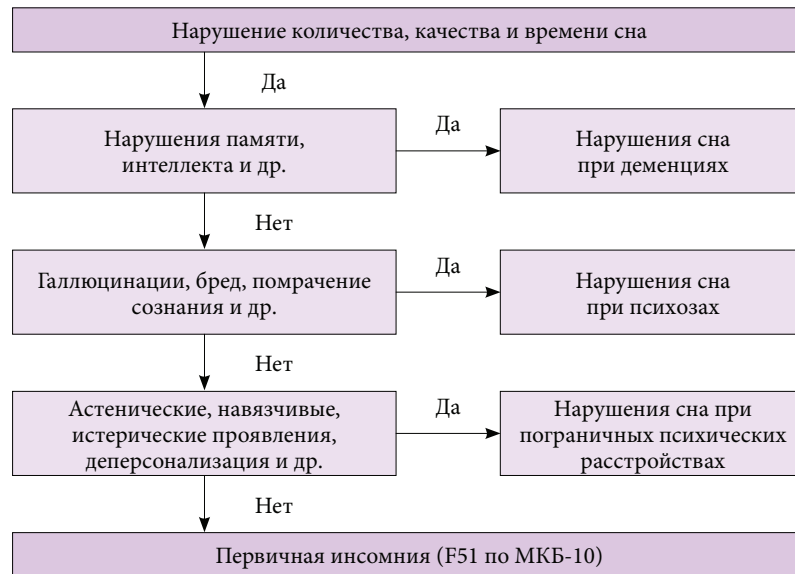 Нарушение количества, качества и времени сна
Да
Нарушения памяти,
интеллекта и др.
Да
Нарушения сна
при деменциях
Нет
Галлюцинации, бред, помрачение
сознания и др.
Да
Нарушения сна
при психозах
Нет
Астенические, навязчивые,
истерические проявления,
деперсонализация и др.
Да
Нарушения сна при
пограничных психических
расстройствах
Нет
Первичная инсомния (F51 по МКБ-10)